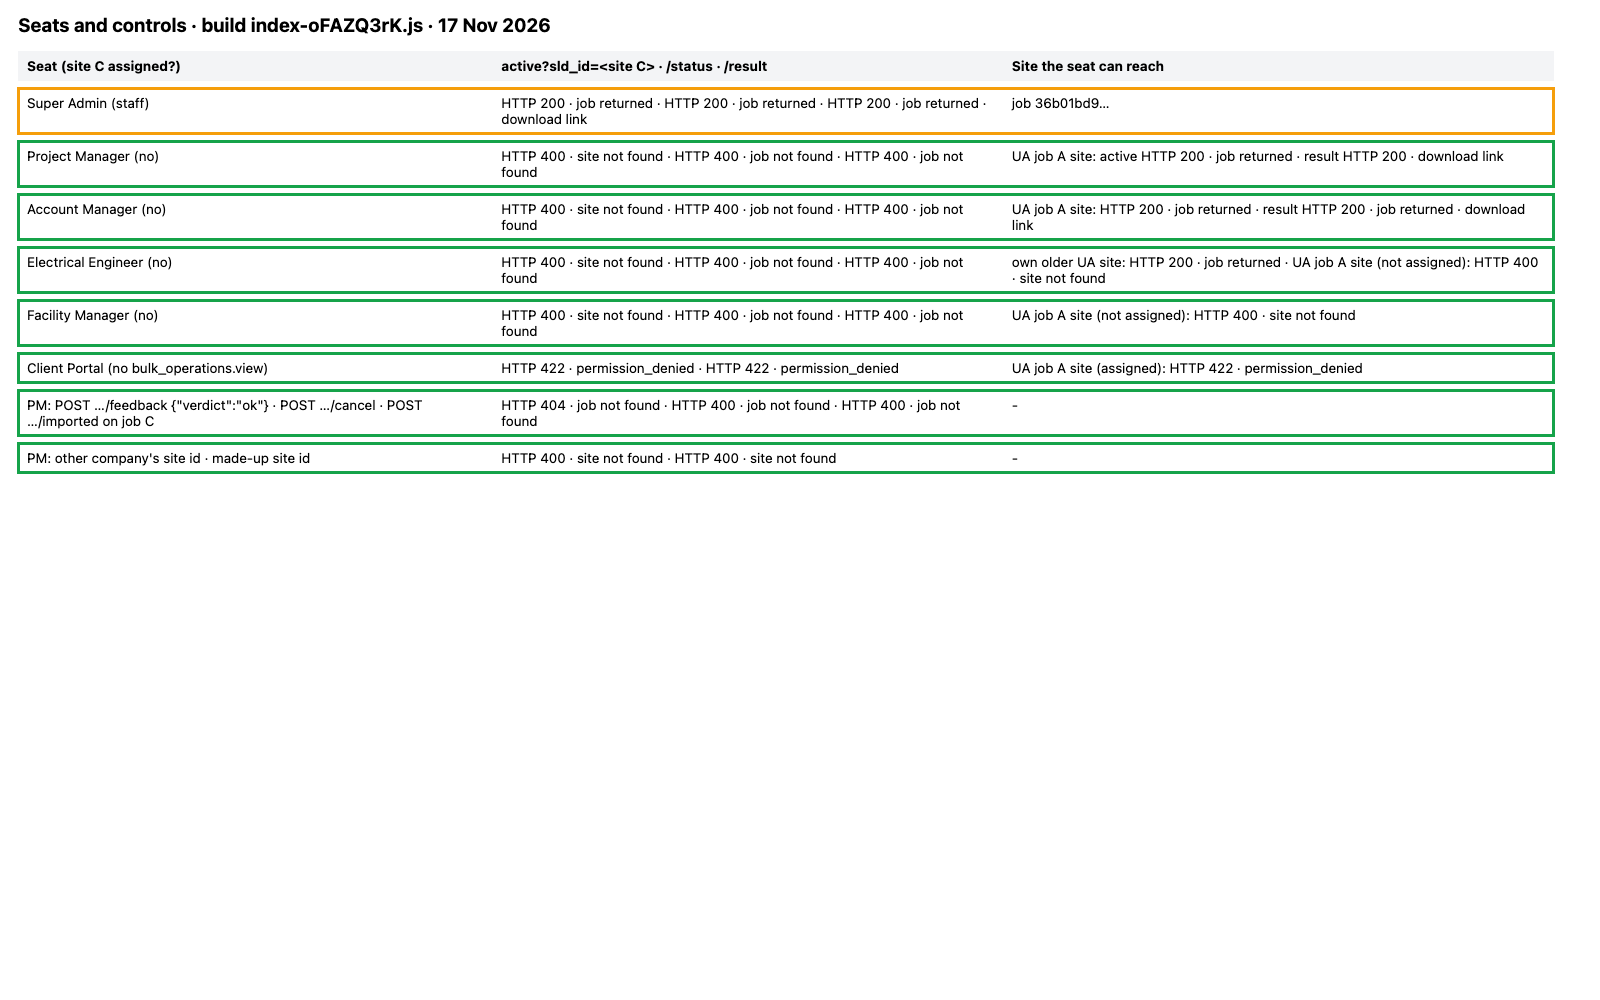 Seats and controls · build index-oFAZQ3rK.js · 17 Nov 2026
Seat (site C assigned?)
active?sld_id=<site C> · /status · /result
Site the seat can reach
Super Admin (staff)
HTTP 200 · job returned · HTTP 200 · job returned · HTTP 200 · job returned ·
download link
job 36b01bd9...
Project Manager (no)
HTTP 400 · site not found · HTTP 400 · job not found · HTTP 400 · job not
found
UA job A site: active HTTP 200 · job returned · result HTTP 200 · download link
Account Manager (no)
HTTP 400 · site not found · HTTP 400 · job not found · HTTP 400 · job not
found
UA job A site: HTTP 200 · job returned · result HTTP 200 · job returned · download
link
Electrical Engineer (no)
HTTP 400 · site not found · HTTP 400 · job not found · HTTP 400 · job not
found
own older UA site: HTTP 200 · job returned · UA job A site (not assigned): HTTP 400
· site not found
Facility Manager (no)
HTTP 400 · site not found · HTTP 400 · job not found · HTTP 400 · job not
found
UA job A site (not assigned): HTTP 400 · site not found
Client Portal (no bulk_operations.view)
HTTP 422 · permission_denied · HTTP 422 · permission_denied
UA job A site (assigned): HTTP 422 · permission_denied
PM: POST .../feedback {"verdict":"ok"} · POST .../cancel · POST
.../imported on job C
HTTP 404 · job not found · HTTP 400 · job not found · HTTP 400 · job not
found
-
PM: other company's site id · made-up site id
HTTP 400 · site not found · HTTP 400 · site not found
-